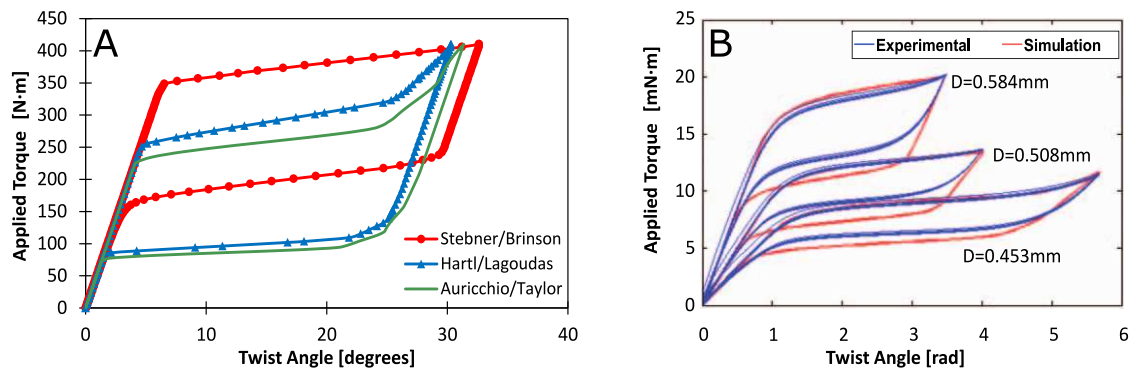 A
Applied Torque [N·m]
450
400
350
300
250
200
150
100
50
0
0 10 20 30 40
Twist Angle [degrees]
Stebner/Brinson
Hartl/Lagoudas
Auricchio/Taylor
B
Applied Torque [mN·m]
25
20
15
10
5
0
0 1 2 3 4 5 6
Twist Angle [rad]
Experimental Simulation
D=0.584mm
D=0.508mm
D=0.453mm